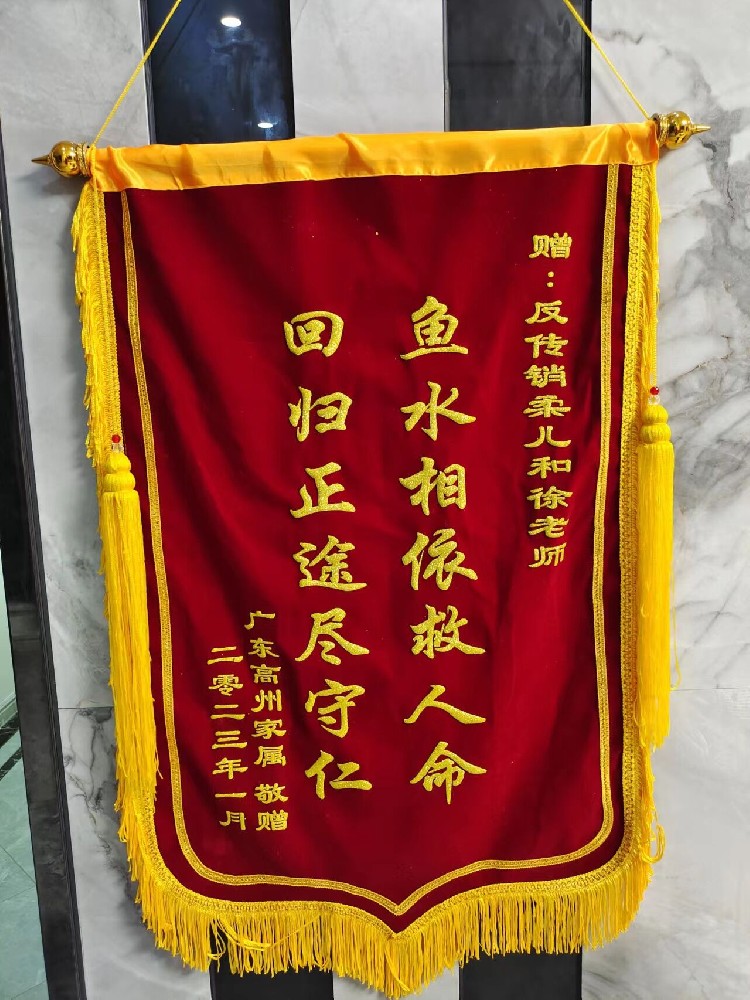 赠：反传销柔儿和徐老师
鱼水相依救人命
回归正途尽守仁
广东高州家属 敬赠
二零二三年一月